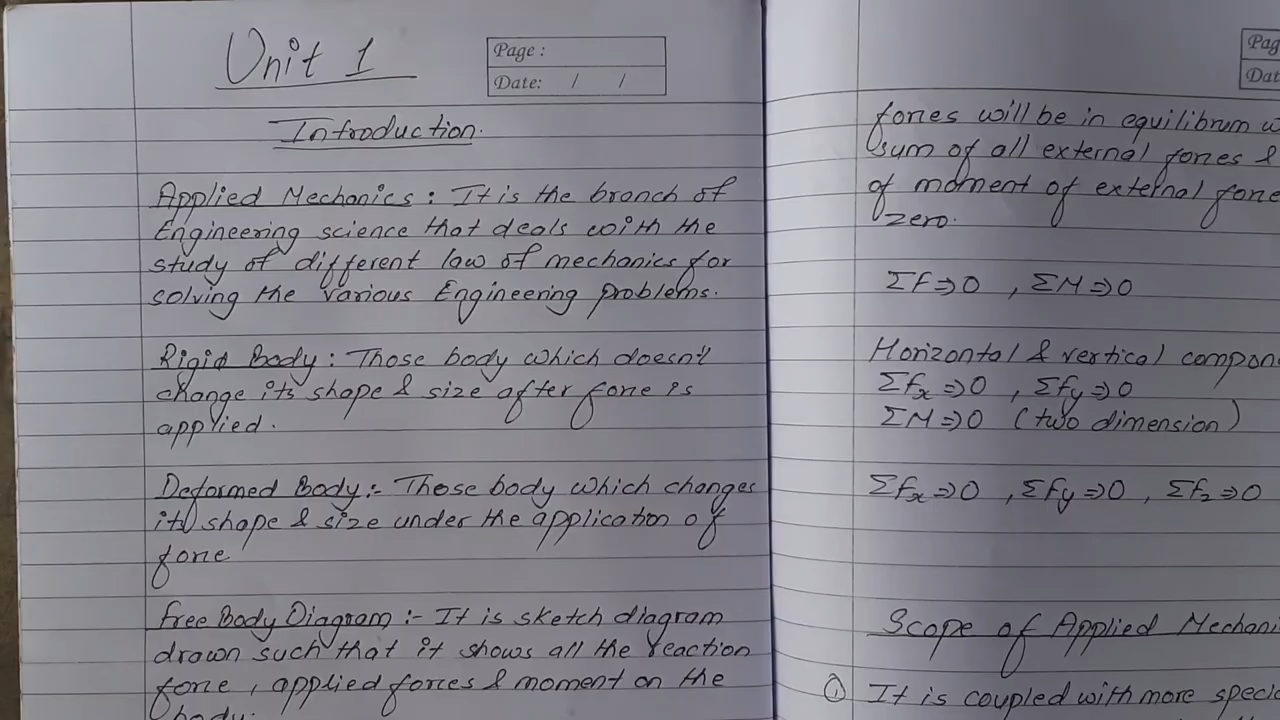 Unit 1
Page :
Date: / /
Introduction.
Applied Mechanics : It is the branch of
Engineering science that deals with the
study of different law of mechanics for
solving the various Engineering problems.
Rigid Body : Those body which doesn't
change its shape & size after force is
applied.
Deformed Body :- Those body which changes
its shape & size under the application of
force.
Free Body Diagram :- It is sketch diagram
drawn such that it shows all the reaction
force, applied forces & moment on the
body.
Pag
Dat
forces will be in equilibrum w
sum of all external forces &
of moment of external force
zero.
ΣF⇒0 , ΣM⇒0
Horizontal & vertical compon
Σfx⇒0 , Σfy⇒0
ΣM⇒0 (two dimension)
Σfx⇒0 , Σfy⇒0 , Σfz⇒0
Scope of Applied Mechani
① It is coupled with more speci